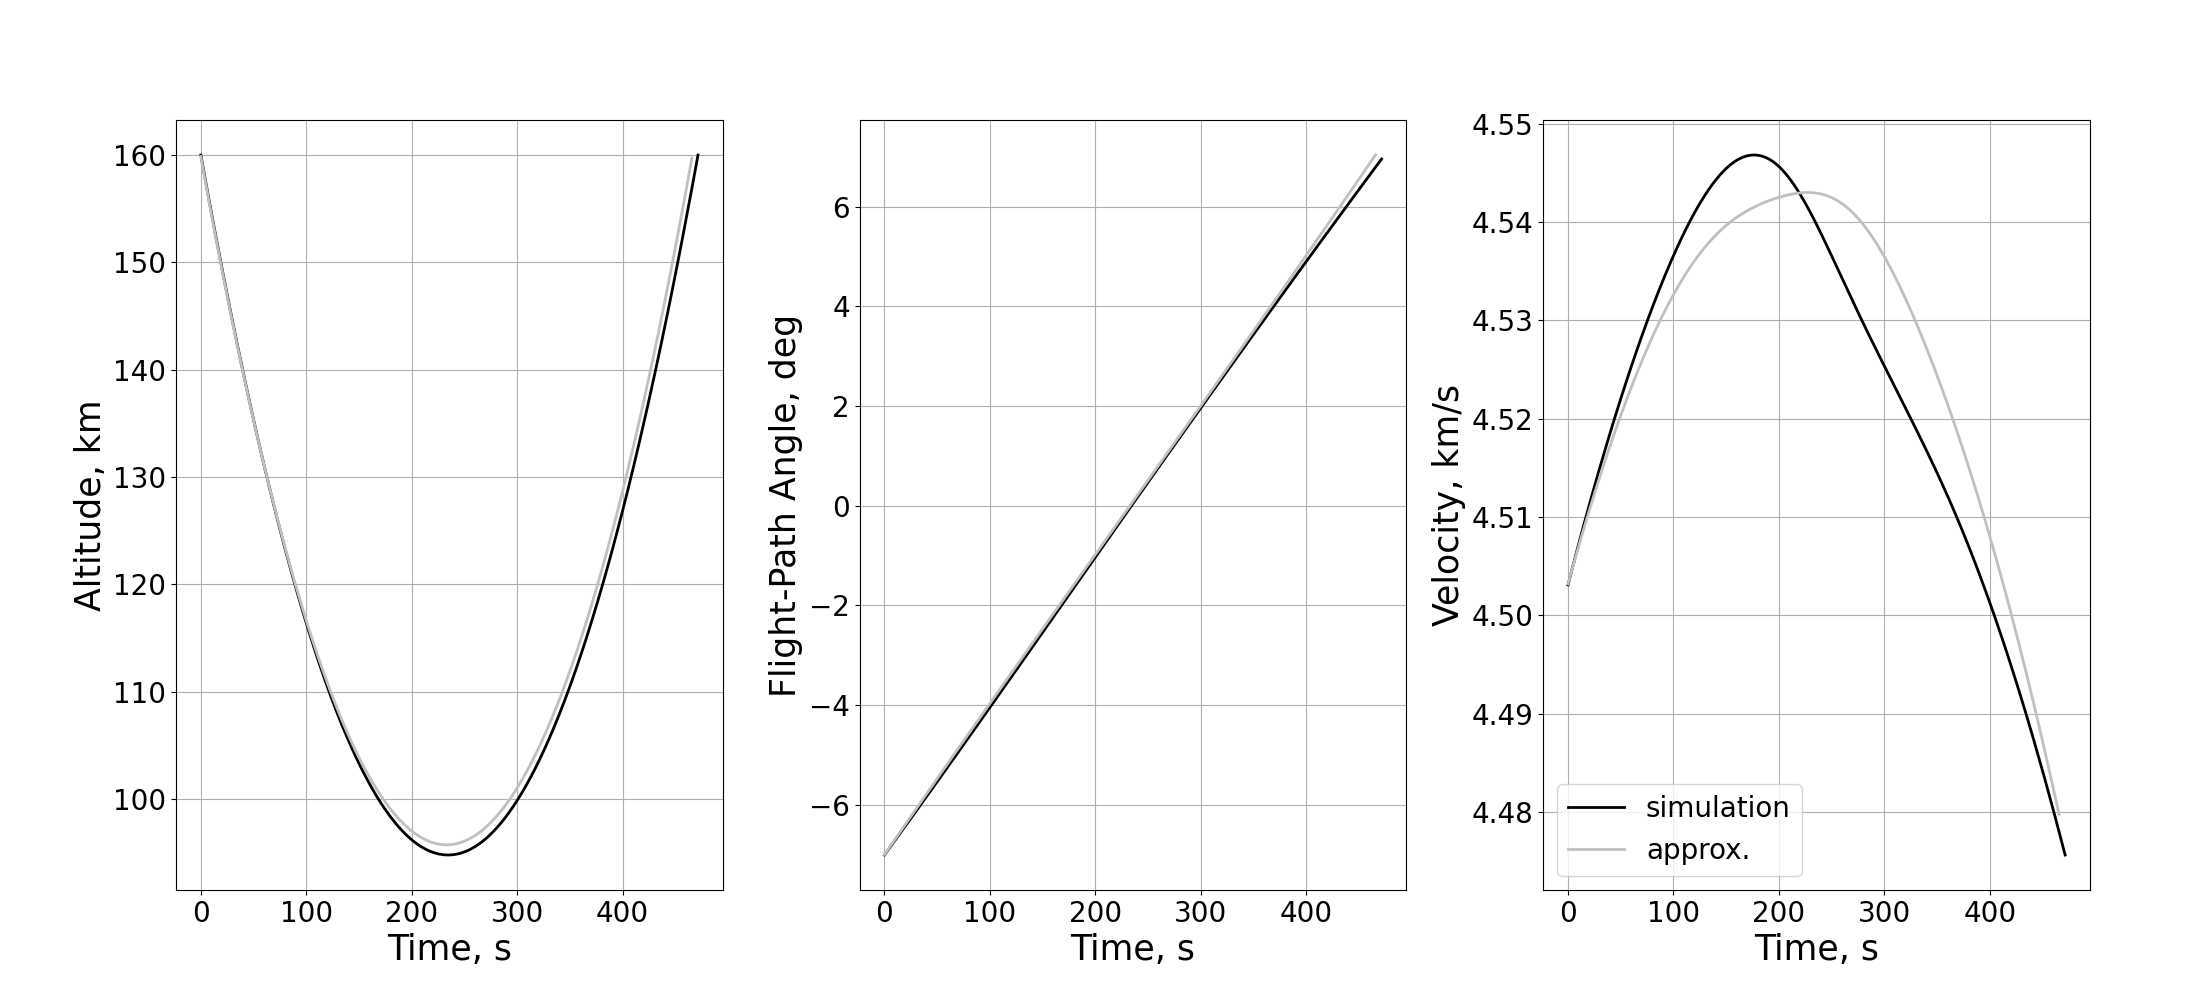 Altitude, km
160
150
140
130
120
110
100
0 100 200 300 400
Time, s
Flight-Path Angle, deg
6
4
2
0
−2
−4
−6
0 100 200 300 400
Time, s
Velocity, km/s
4.55
4.54
4.53
4.52
4.51
4.50
4.49
4.48
simulation
approx.
0 100 200 300 400
Time, s